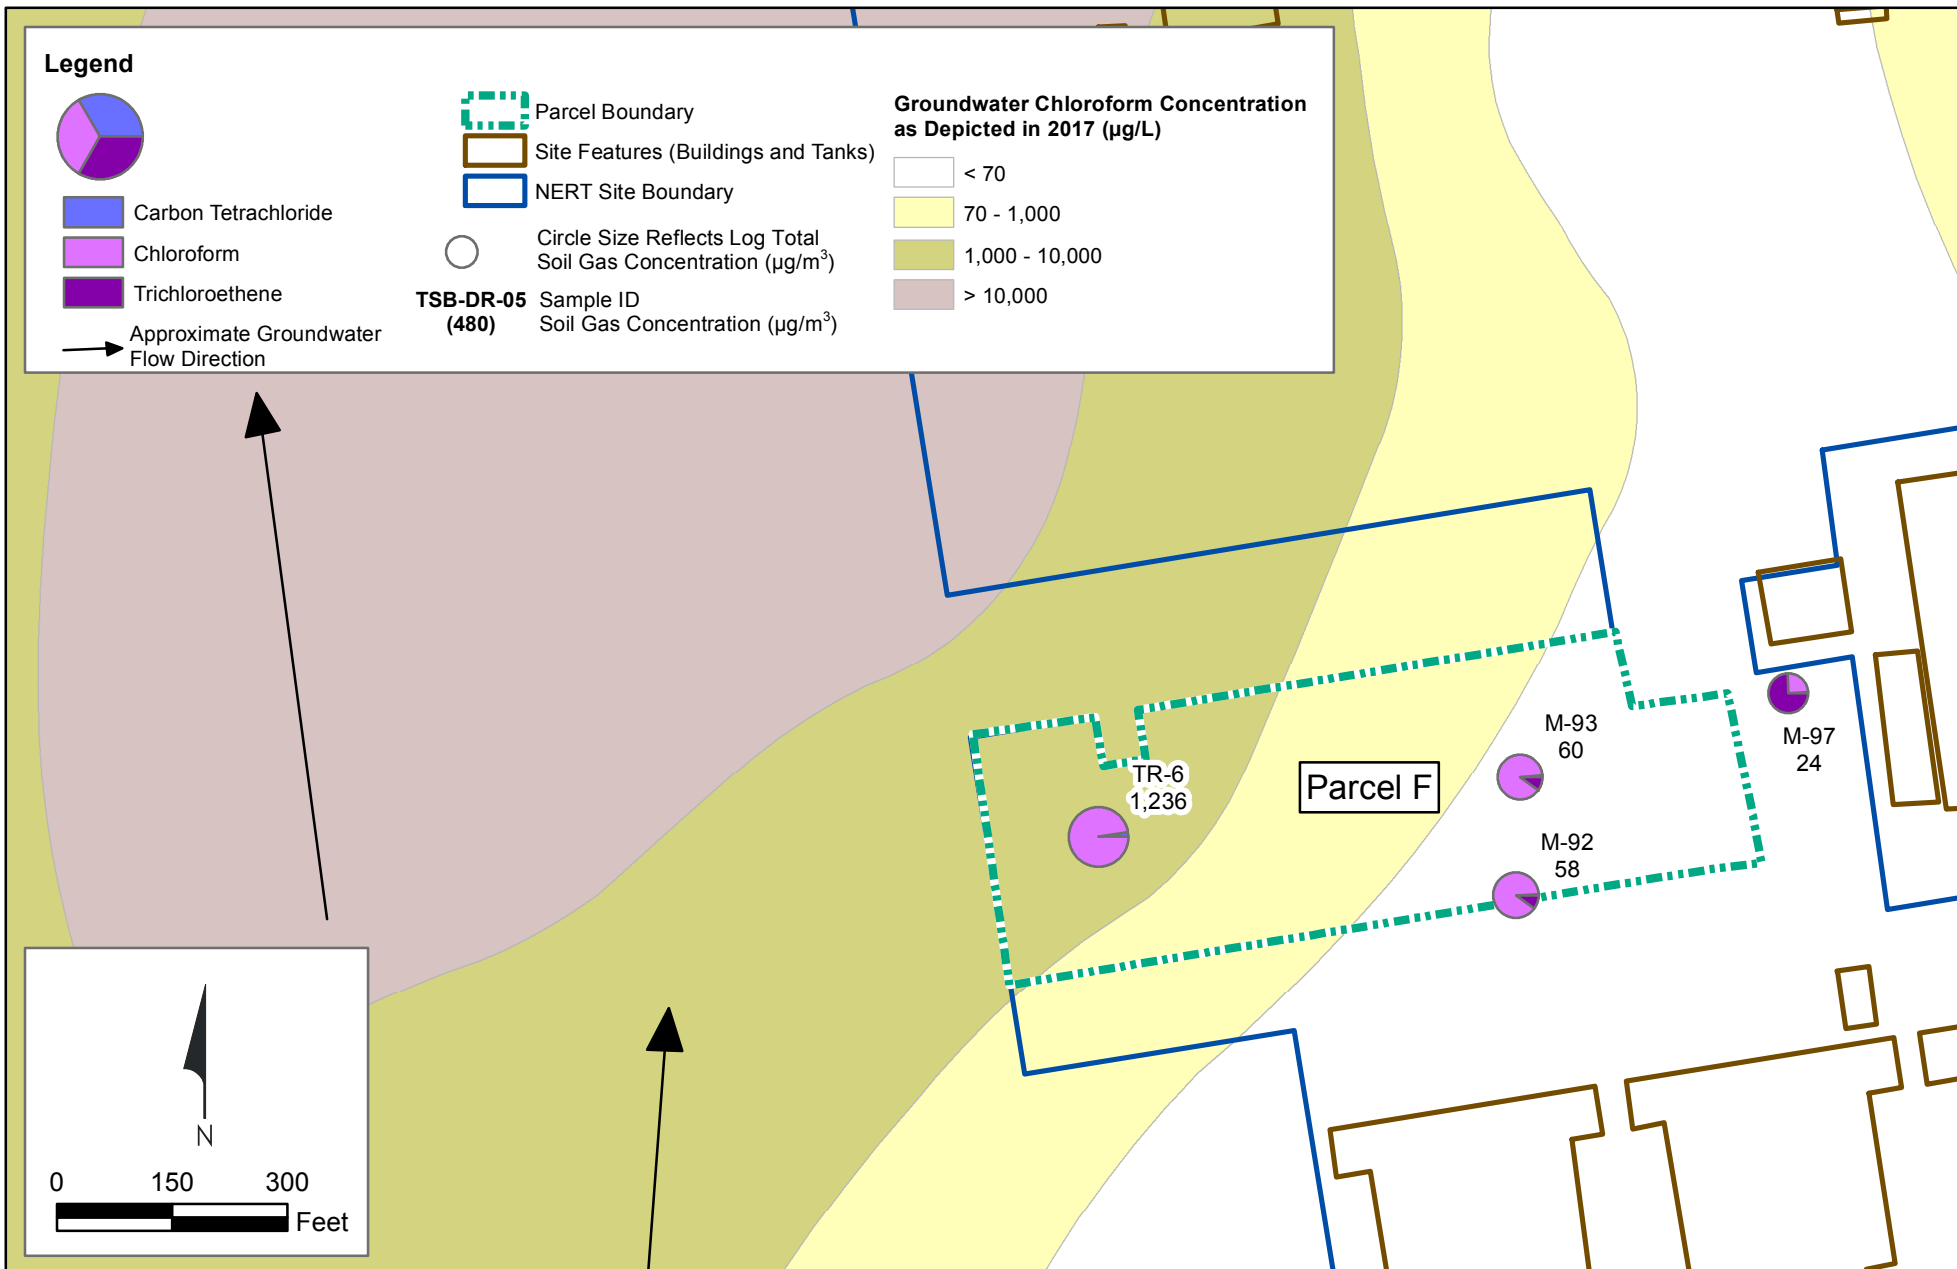 Legend
Carbon Tetrachloride
Chloroform
Trichloroethene
Approximate Groundwater
Flow Direction
Parcel Boundary
Site Features (Buildings and Tanks)
NERT Site Boundary
Circle Size Reflects Log Total
Soil Gas Concentration (µg/m³)
TSB-DR-05 Sample ID
(480) Soil Gas Concentration (µg/m³)
Groundwater Chloroform Concentration
as Depicted in 2017 (µg/L)
< 70
70 - 1,000
1,000 - 10,000
> 10,000
M-93
60
M-97
24
TR-6
1,236
Parcel F
M-92
58
N
0 150 300
Feet